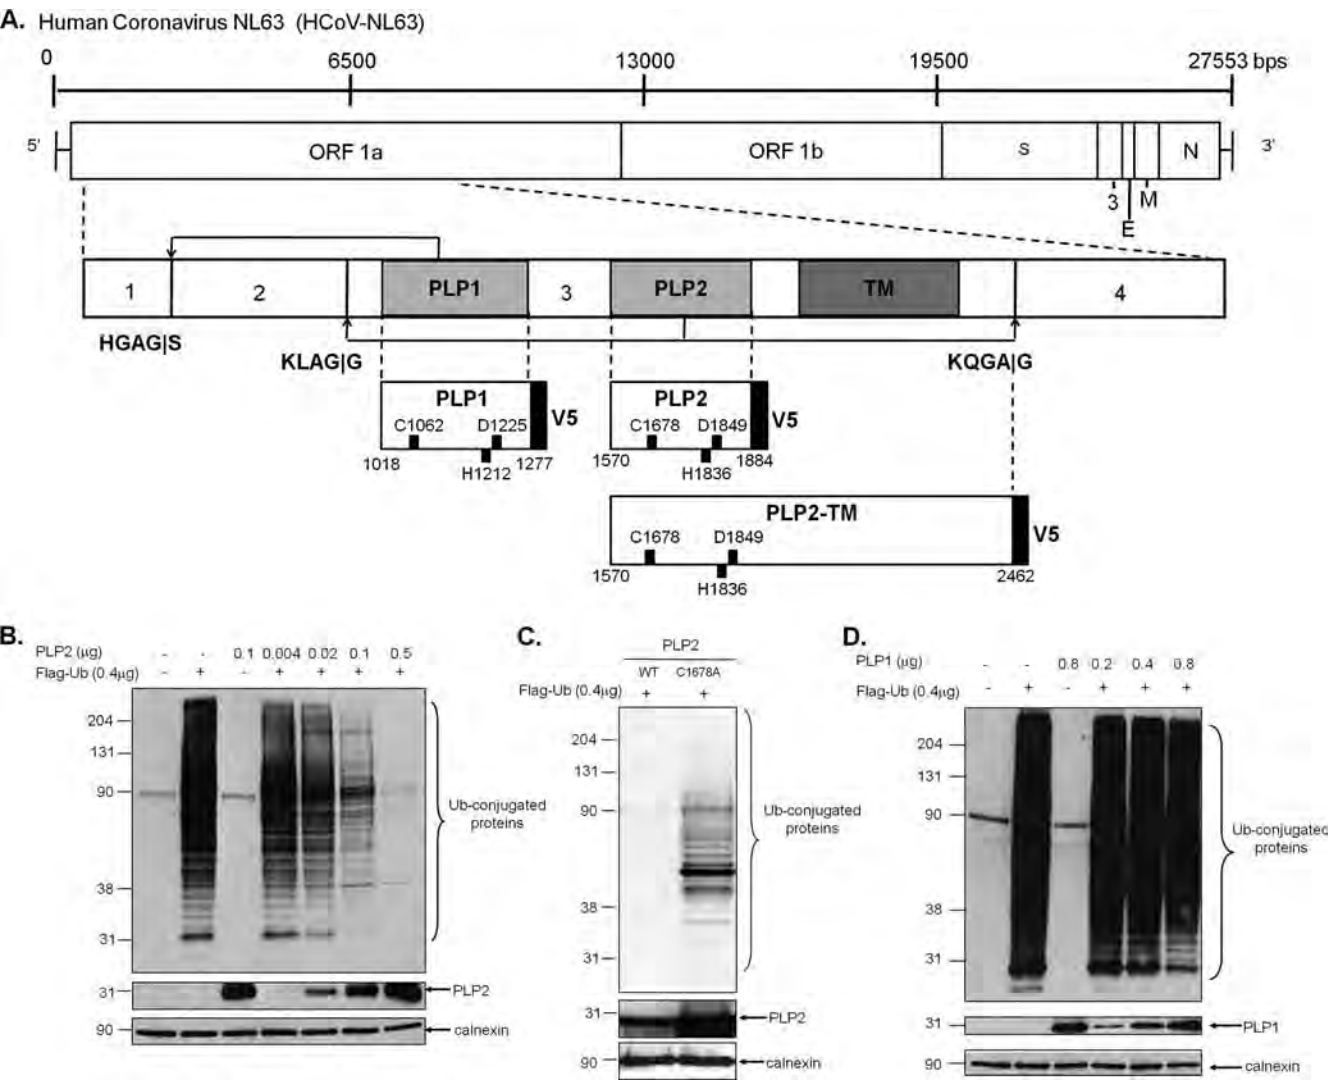 A. Human Coronavirus NL63 (HCoV-NL63)
0 6500 13000 19500 27553 bps
5' ORF 1a ORF 1b S N 3'
3 E M
1 2 PLP1 3 PLP2 TM 4
HGAG|S KLAG|G KQGA|G
PLP1 V5 PLP2 V5
C1062 D1225 C1678 D1849
1018 H1212 1277 1570 H1836 1884
PLP2-TM V5
C1678 D1849
1570 H1836 2462
B.
PLP2 (µg) - - 0.1 0.004 0.02 0.1 0.5
Flag-Ub (0.4µg) - + - + + + +
204
131
90
38
31
Ub-conjugated
proteins
31 PLP2
90 calnexin
C.
PLP2
WT C1678A
Flag-Ub (0.4µg) + +
204
131
90
38
31
Ub-conjugated
proteins
31 PLP2
90 calnexin
D.
PLP1 (µg) - - 0.8 0.2 0.4 0.8
Flag-Ub (0.4µg) - + - + + +
204
131
90
38
31
Ub-conjugated
proteins
31 PLP1
90 calnexin